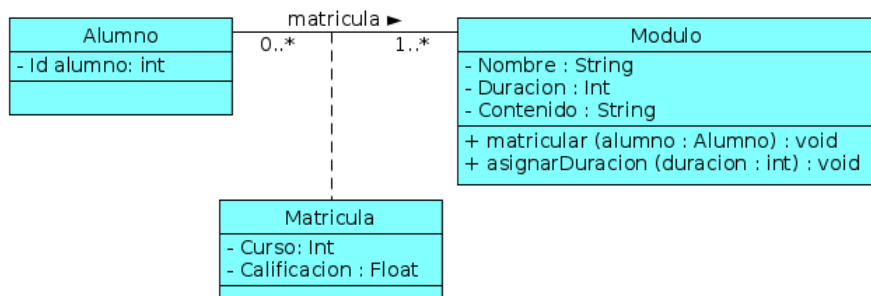 matricula ►
Alumno
0..*
1..*
Modulo
- Id alumno: int
- Nombre : String
- Duracion : Int
- Contenido : String
+ matricular (alumno : Alumno) : void
+ asignarDuracion (duracion : int) : void
Matricula
- Curso: Int
- Calificacion : Float